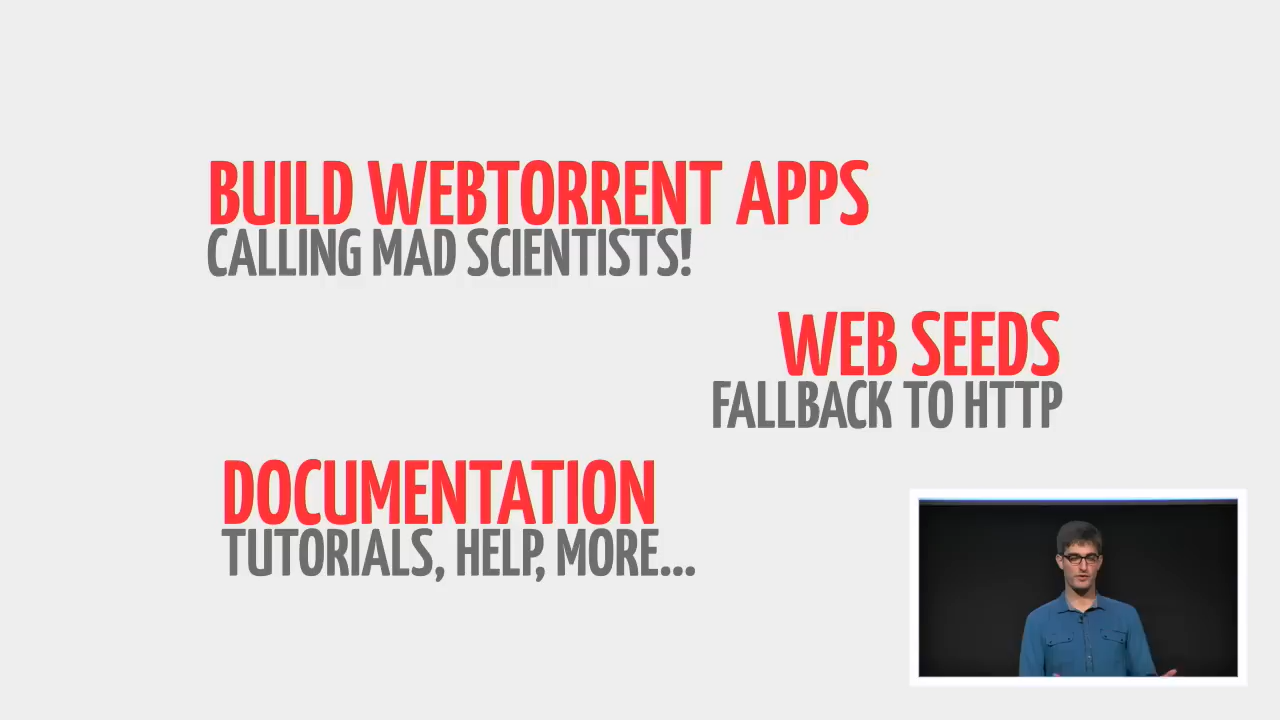 BUILD WEBTORRENT APPS
CALLING MAD SCIENTISTS!
WEB SEEDS
FALLBACK TO HTTP
DOCUMENTATION
TUTORIALS, HELP, MORE...